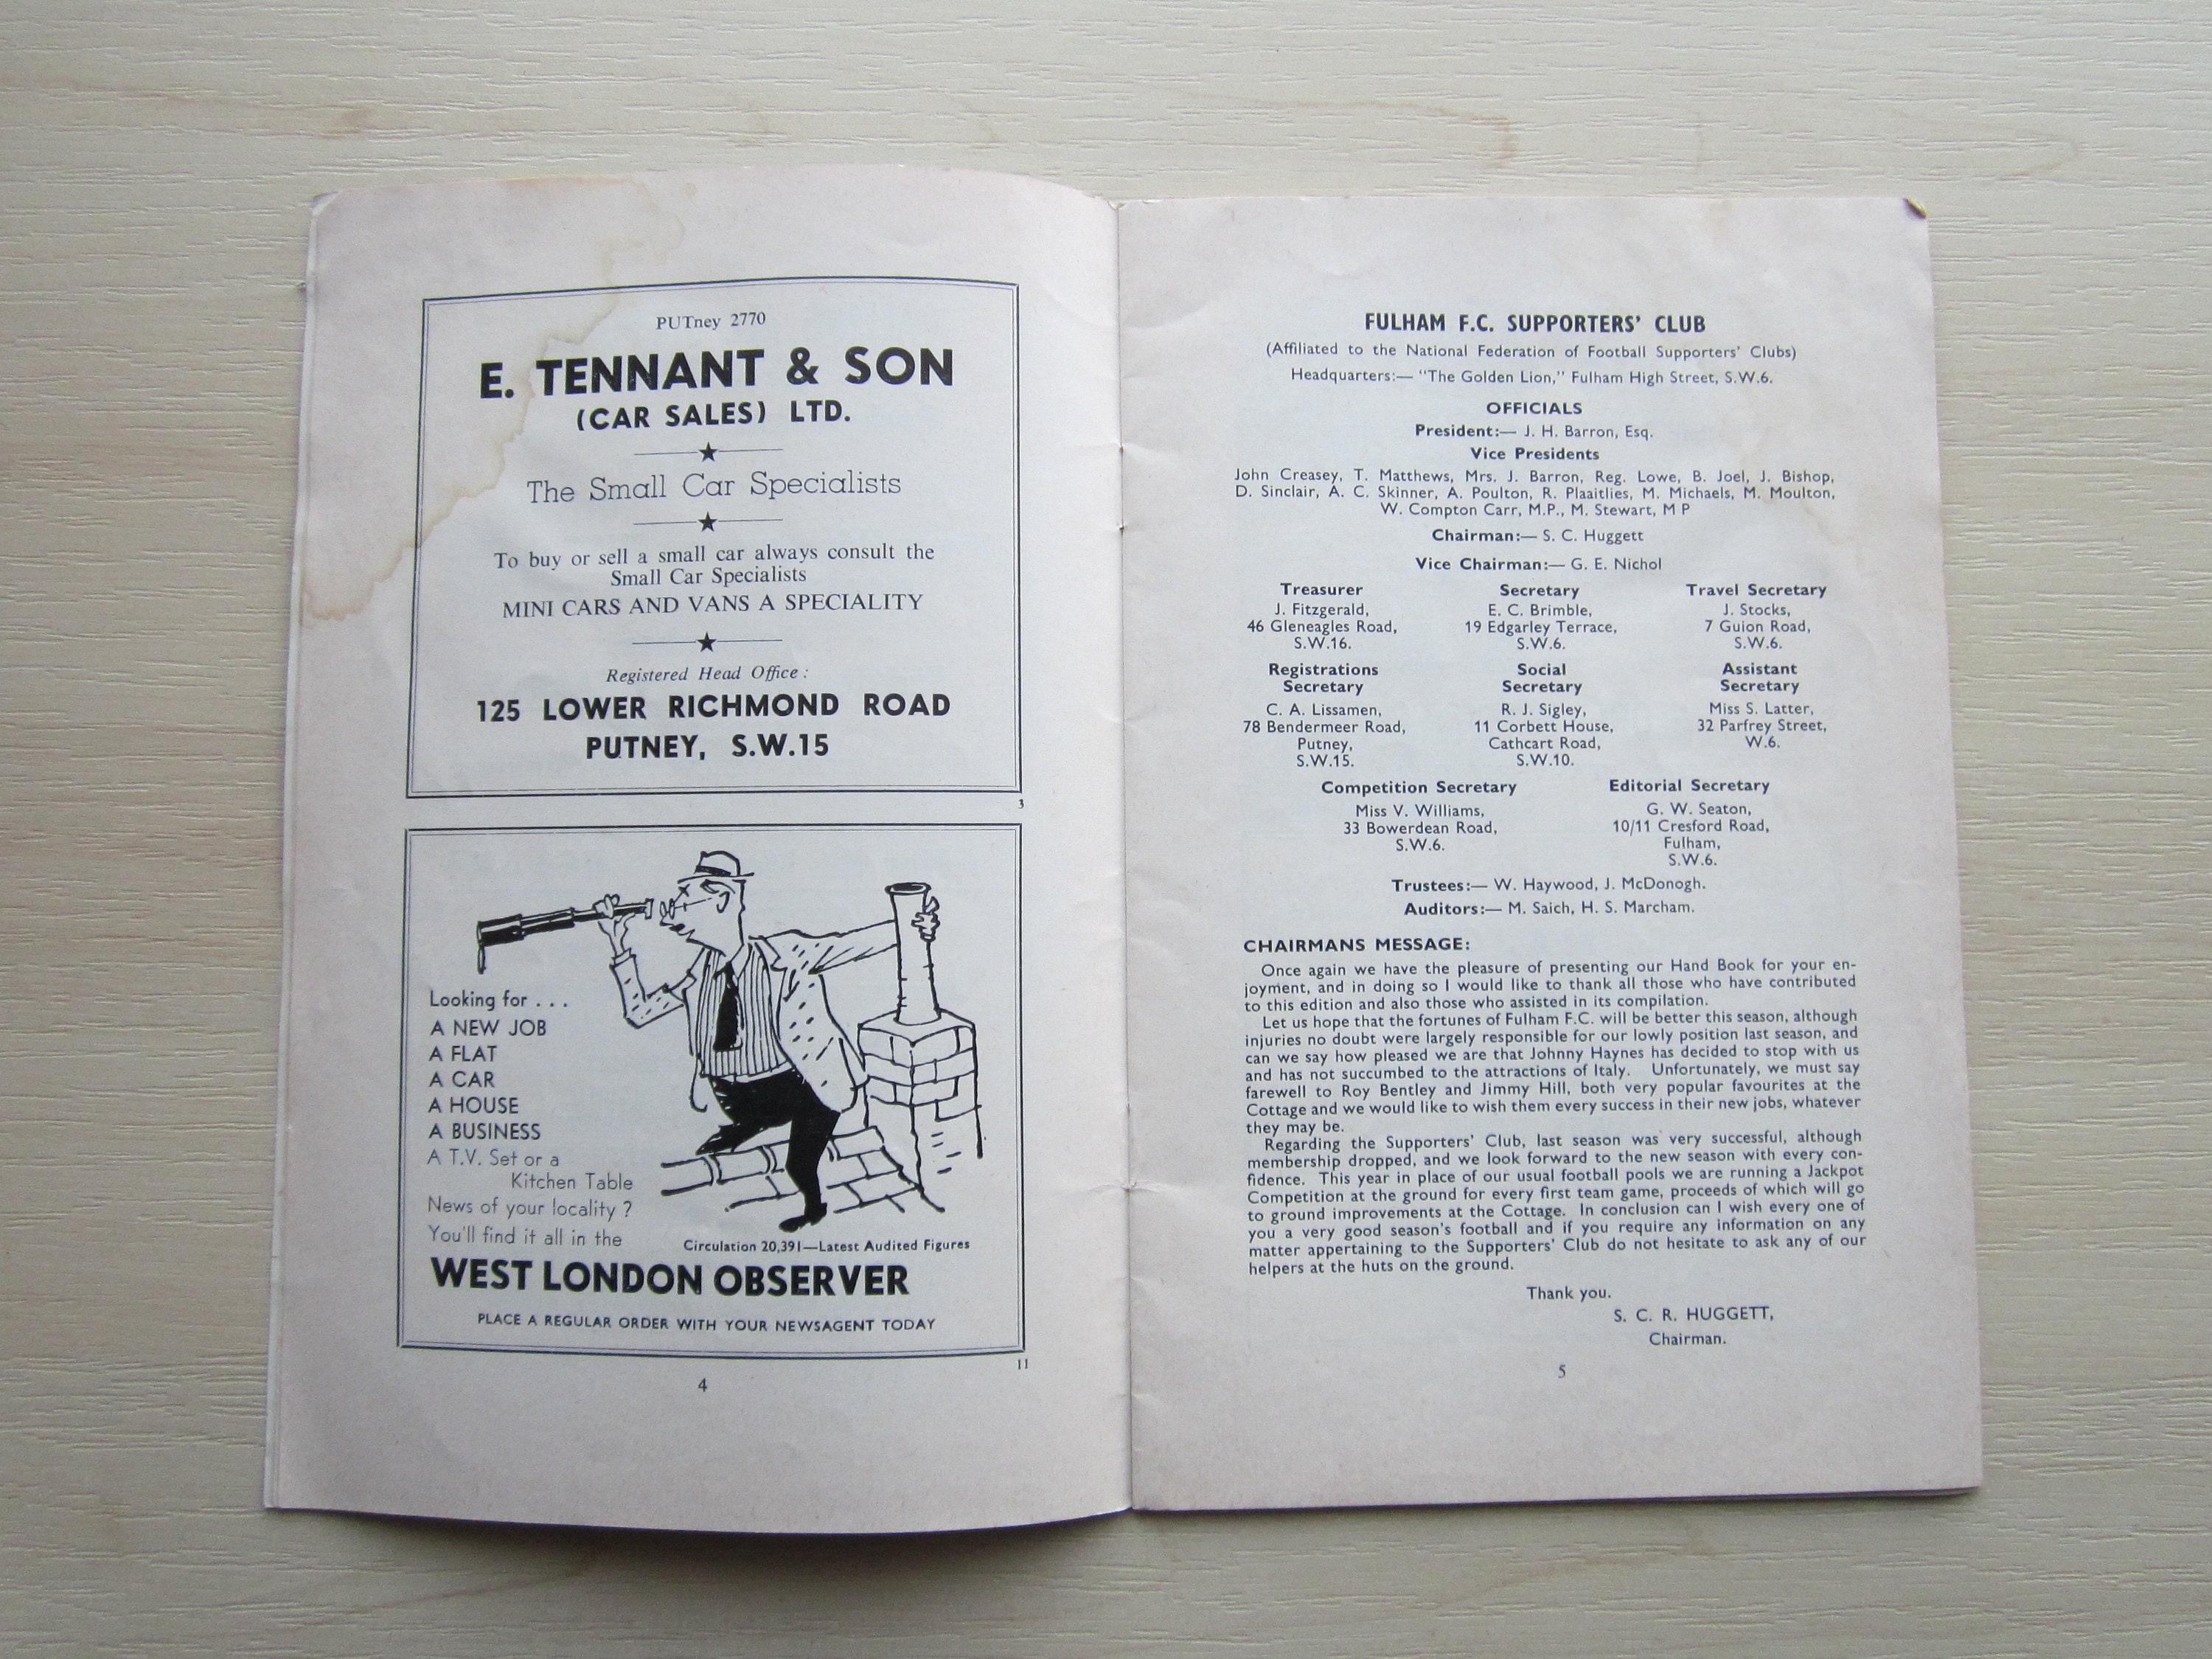 PUTney 2770
E. TENNANT & SON
(CAR SALES) LTD.
The Small Car Specialists
To buy or sell a small car always consult the
Small Car Specialists
MINI CARS AND VANS A SPECIALITY
Registered Head Office :
125 LOWER RICHMOND ROAD
PUTNEY, S.W.15
3
Looking for . . .
A NEW JOB
A FLAT
A CAR
A HOUSE
A BUSINESS
A T.V. Set or a
Kitchen Table
News of your locality ?
You'll find it all in the
Circulation 20,391—Latest Audited Figures
WEST LONDON OBSERVER
PLACE A REGULAR ORDER WITH YOUR NEWSAGENT TODAY
11
4
FULHAM F.C. SUPPORTERS' CLUB
(Affiliated to the National Federation of Football Supporters' Clubs)
Headquarters:— "The Golden Lion," Fulham High Street, S.W.6.
OFFICIALS
President:— J. H. Barron, Esq.
Vice Presidents
John Creasey, T. Matthews, Mrs. J. Barron, Reg. Lowe, B. Joel, J. Bishop,
D. Sinclair, A. C. Skinner, A. Poulton, R. Plaaitlies, M. Michaels, M. Moulton,
W. Compton Carr, M.P., M. Stewart, M P
Chairman:— S. C. Huggett
Vice Chairman:— G. E. Nichol
Treasurer
J. Fitzgerald,
46 Gleneagles Road,
S.W.16.
Secretary
E. C. Brimble,
19 Edgarley Terrace,
S.W.6.
Travel Secretary
J. Stocks,
7 Guion Road,
S.W.6.
Registrations
Secretary
C. A. Lissamen,
78 Bendermeer Road,
Putney,
S.W.15.
Social
Secretary
R. J. Sigley,
11 Corbett House,
Cathcart Road,
S.W.10.
Assistant
Secretary
Miss S. Latter,
32 Parfrey Street,
W.6.
Competition Secretary
Miss V. Williams,
33 Bowerdean Road,
S.W.6.
Editorial Secretary
G. W. Seaton,
10/11 Cresford Road,
Fulham,
S.W.6.
Trustees:— W. Haywood, J. McDonogh.
Auditors:— M. Saich, H. S. Marcham.
CHAIRMANS MESSAGE:
Once again we have the pleasure of presenting our Hand Book for your en-
joyment, and in doing so I would like to thank all those who have contributed
to this edition and also those who assisted in its compilation.
Let us hope that the fortunes of Fulham F.C. will be better this season, although
injuries no doubt were largely responsible for our lowly position last season, and
can we say how pleased we are that Johnny Haynes has decided to stop with us
and has not succumbed to the attractions of Italy. Unfortunately, we must say
farewell to Roy Bentley and Jimmy Hill, both very popular favourites at the
Cottage and we would like to wish them every success in their new jobs, whatever
they may be.
Regarding the Supporters' Club, last season was very successful, although
membership dropped, and we look forward to the new season with every con-
fidence. This year in place of our usual football pools we are running a Jackpot
Competition at the ground for every first team game, proceeds of which will go
to ground improvements at the Cottage. In conclusion can I wish every one of
you a very good season's football and if you require any information on any
matter appertaining to the Supporters' Club do not hesitate to ask any of our
helpers at the huts on the ground.
Thank you.
S. C. R. HUGGETT,
Chairman.
5